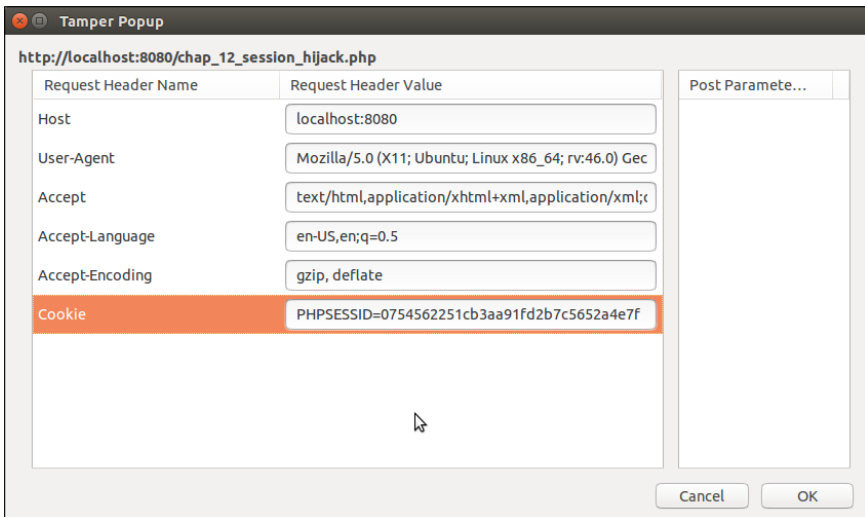 Tamper Popup
http://localhost:8080/chap_12_session_hijack.php
Request Header Name Request Header Value Post Paramete...
Host localhost:8080
User-Agent Mozilla/5.0 (X11; Ubuntu; Linux x86_64; rv:46.0) Gec
Accept text/html,application/xhtml+xml,application/xml;
Accept-Language en-US,en;q=0.5
Accept-Encoding gzip, deflate
Cookie PHPSESSID=0754562251cb3aa91fd2b7c5652a4e7f
Cancel OK